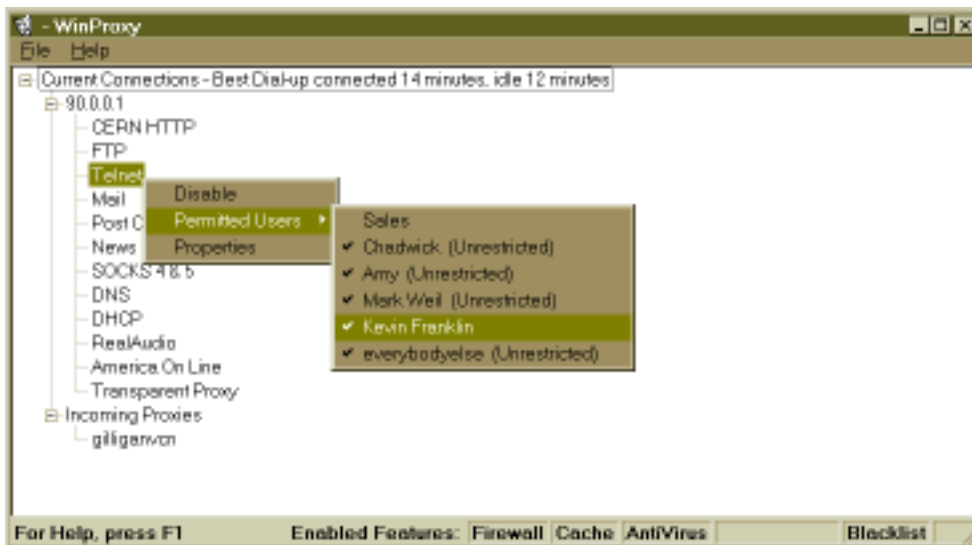 - WinProxy
File Help
Current Connections - Best Dial-up connected 14 minutes, idle 12 minutes
90.0.0.1
CERN HTTP
FTP
Telnet
Disable
Mail
Permitted Users
Sales
Post C
Properties
Chadwick (Unrestricted)
News
Amy (Unrestricted)
SOCKS 4 & 5
Mark Weil (Unrestricted)
DNS
Kevin Franklin
DHCP
everybodyelse (Unrestricted)
RealAudio
America On Line
Transparent Proxy
Incoming Proxies
For Help, press F1 Enabled Features: Firewall Cache AntiVirus Blacklist